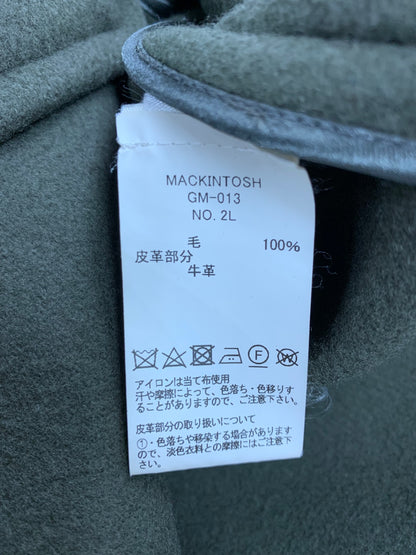 MACKINTOSH
GM-013
NO. 2L
毛 100%
皮革部分
牛革
F W
アイロンは当て布使用
汗や摩擦によって、色落ち・色移りす
ることがありますので、ご注意下さい。
皮革部分の取り扱いについて
①・色落ちや移染する場合があります
ので、淡色衣料との組合せにご注意
下さい。